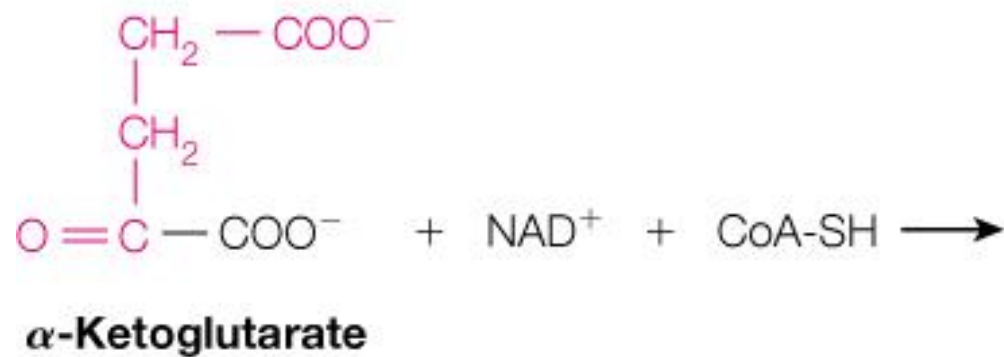 CH₂ — COO⁻
CH₂
O=C—COO⁻ + NAD⁺ + CoA-SH ⟶
α-Ketoglutarate